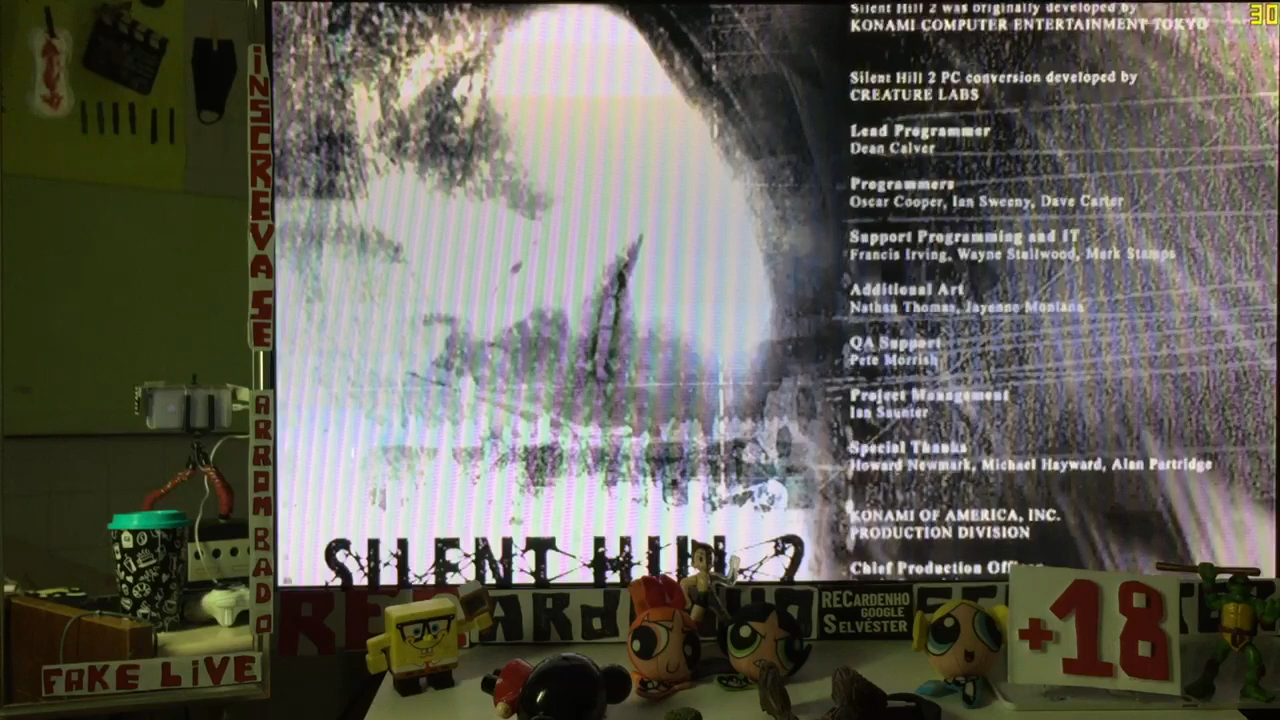 30
Silent Hill 2 was originally developed by
KONAMI COMPUTER ENTERTAINMENT TOKYO
Silent Hill 2 PC conversion developed by
CREATURE LABS
Lead Programmer
Dean Calver
Programmers
Oscar Cooper, Ian Sweeny, Dave Carter
Support Programming and IT
Francis Irving, Wayne Stallwood, Mark Stamps
Additional Art
Nathan Thomas, Jayenne Montana
QA Support
Pete Morrish
Project Management
Ian Saunter
Special Thanks
Howard Newmark, Michael Hayward, Alan Partridge
KONAMI OF AMERICA, INC.
PRODUCTION DIVISION
Chief Production
SILENT HILL 2
iNSCREVA SE
ARROMBADO
FAKE LiVE
RECardenho
GOOGLE
SELVÉSTER
+18